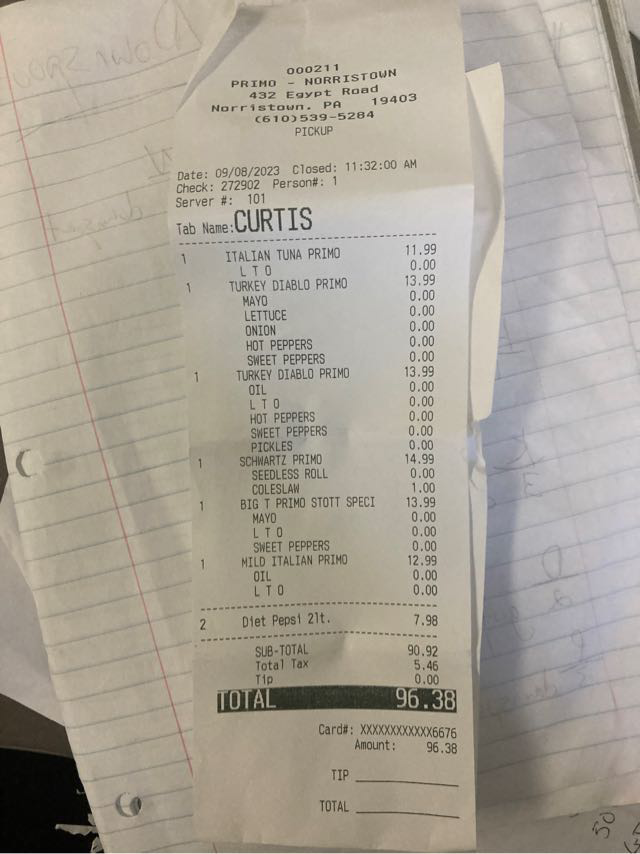 000211
PRIMO - NORRISTOWN
432 Egypt Road
Norristown. PA 19403
(610)539-5284
PICKUP
Date: 09/08/2023 Closed: 11:32:00 AM
Check: 272902 Person#: 1
Server #: 101
Tab Name:CURTIS
1 ITALIAN TUNA PRIMO 11.99
L T O 0.00
1 TURKEY DIABLO PRIMO 13.99
MAYO 0.00
LETTUCE 0.00
ONION 0.00
HOT PEPPERS 0.00
SWEET PEPPERS 0.00
1 TURKEY DIABLO PRIMO 13.99
OIL 0.00
L T O 0.00
HOT PEPPERS 0.00
SWEET PEPPERS 0.00
PICKLES 0.00
1 SCHWARTZ PRIMO 14.99
SEEDLESS ROLL 0.00
COLESLAW 1.00
1 BIG T PRIMO STOTT SPECI 13.99
MAYO 0.00
L T O 0.00
SWEET PEPPERS 0.00
1 MILD ITALIAN PRIMO 12.99
OIL 0.00
L T O 0.00
2 Diet Pepsi 2lt. 7.98
SUB-TOTAL 90.92
Total Tax 5.46
Tip 0.00
TOTAL 96.38
Card#: XXXXXXXXXXXX6676
Amount: 96.38
TIP
TOTAL
50